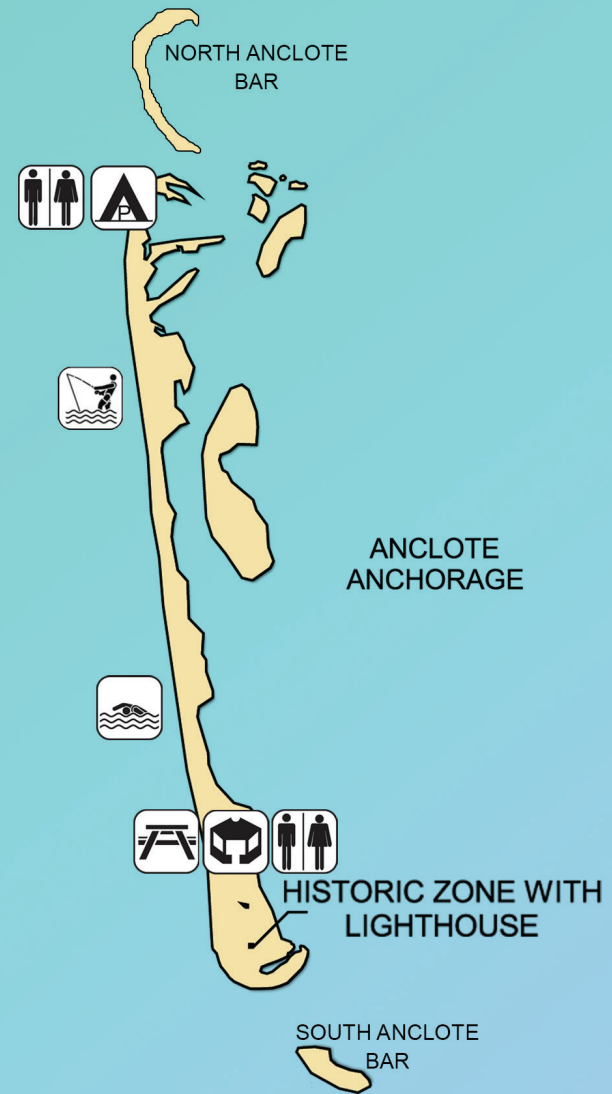 NORTH ANCLOTE
BAR
P
ANCLOTE
ANCHORAGE
HISTORIC ZONE WITH
LIGHTHOUSE
SOUTH ANCLOTE
BAR